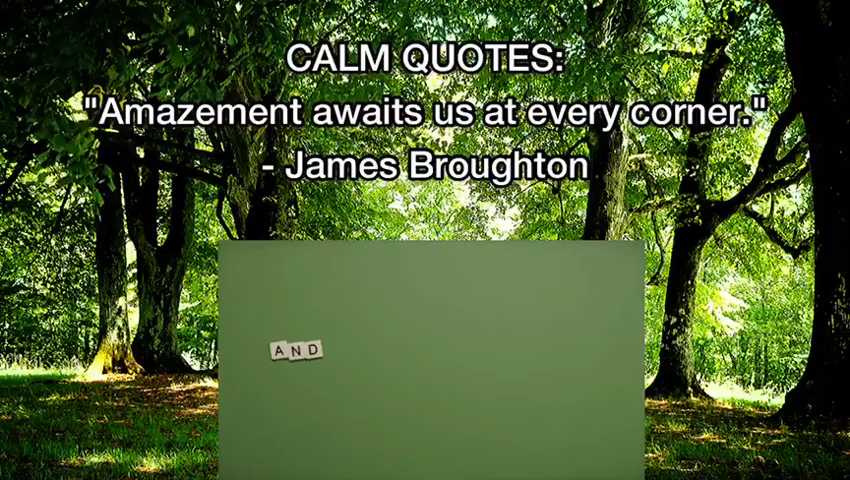 CALM QUOTES:
"Amazement awaits us at every corner."
- James Broughton
AND